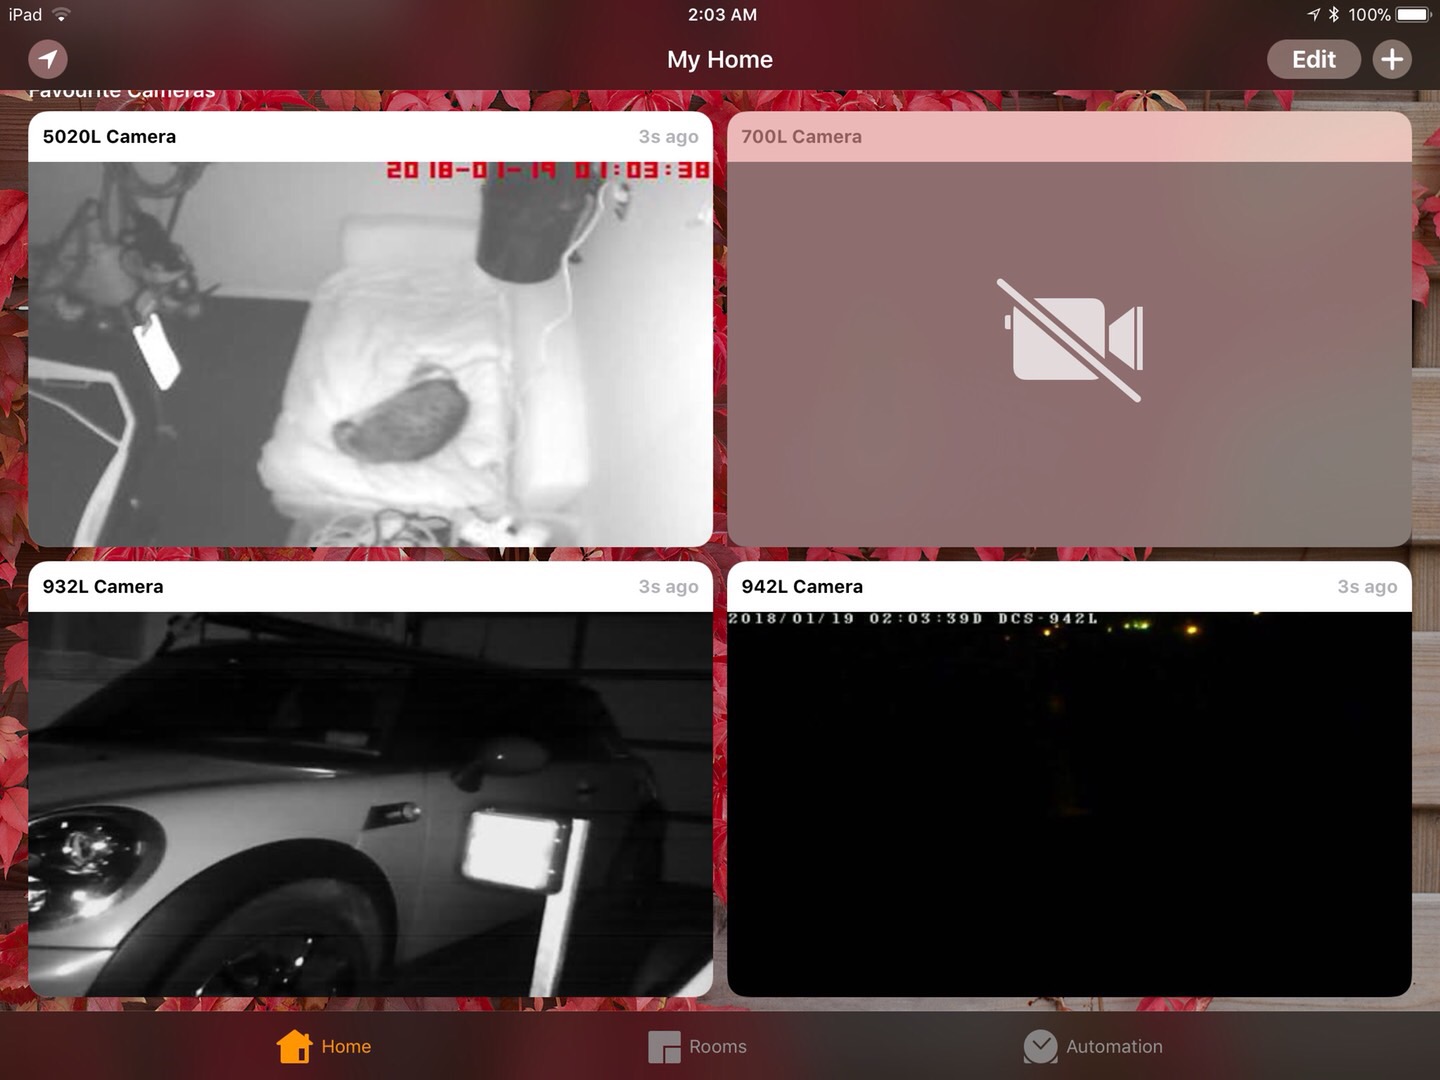 iPad 2:03 AM 100%
My Home Edit
Favourite Cameras
5020L Camera 3s ago
700L Camera
2018-01-19 01:03:38
932L Camera 3s ago
942L Camera 3s ago
2018/01/19 02:03:39D DCS-942L
Home Rooms Automation